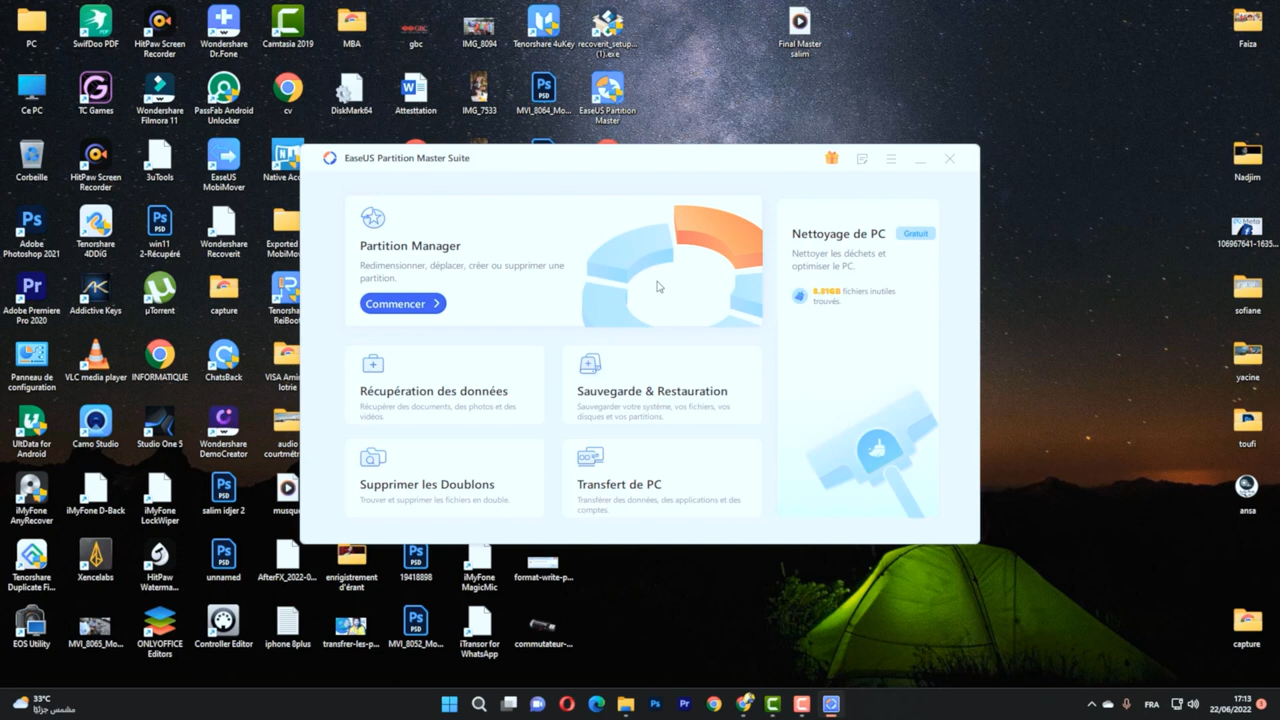 PC
SwifDoo PDF
HitPaw Screen
Recorder
Wondershare
Dr.Fone
Camtasia 2019
MBA
gbc
IMG_8094
Tenorshare 4uKey
recoverit_setup...
(1).exe
Final Master
salim
Faiza
Ce PC
TC Games
Wondershare
Filmora 11
PassFab Android
Unlocker
cv
DiskMark64
Attesttation
IMG_7533
MVI_8064_Mo...
EaseUS Partition
Master
Corbeille
HitPaw Screen
Recorder
3uTools
EaseUS
MobiMover
Native Acc
Nadjim
Adobe
Photoshop 2021
Tenorshare
4DDiG
win11
2-Récupéré
Wondershare
Recoverit
Exported
MobiMo
106967641-1635...
Adobe Premiere
Pro 2020
Addictive Keys
µTorrent
capture
Tenorsh
ReiBoo
sofiane
Panneau de
configuration
VLC media player
INFORMATIQUE
ChatsBack
VISA Ami
lotrie
yacine
UltData for
Android
Camo Studio
Studio One 5
Wondershare
DemoCreator
audio
courtmétr
toufi
iMyFone
AnyRecover
iMyFone D-Back
iMyFone
LockWiper
salim idjer 2
musqu
ansa
Tenorshare
Duplicate Fi...
Xencelabs
HitPaw
Waterma...
unnamed
AfterFX_2022-0...
enrigistrement
d'érant
19418898
iMyFone
MagicMic
format-write-p...
EOS Utility
MVI_8065_Mo...
ONLYOFFICE
Editors
Controller Editor
iphone 8plus
transfrer-les-p...
MVI_8052_Mo...
iTransor for
WhatsApp
commutateur-...
capture
EaseUS Partition Master Suite
Partition Manager
Redimensionner, déplacer, créer ou supprimer une
partition.
Commencer
Nettoyage de PC
Gratuit
Nettoyer les déchets et
optimiser le PC.
8.81GB fichiers inutiles
trouvés.
Récupération des données
Récupérer des documents, des photos et des
vidéos.
Sauvegarde & Restauration
Sauvegarder votre système, vos fichiers, vos
disques et vos partitions.
Supprimer les Doublons
Trouver et supprimer les fichiers en double.
Transfert de PC
Transférer des données, des applications et des
comptes.
33°C
مشمس جزئيًا
FRA
17:13
22/06/2022